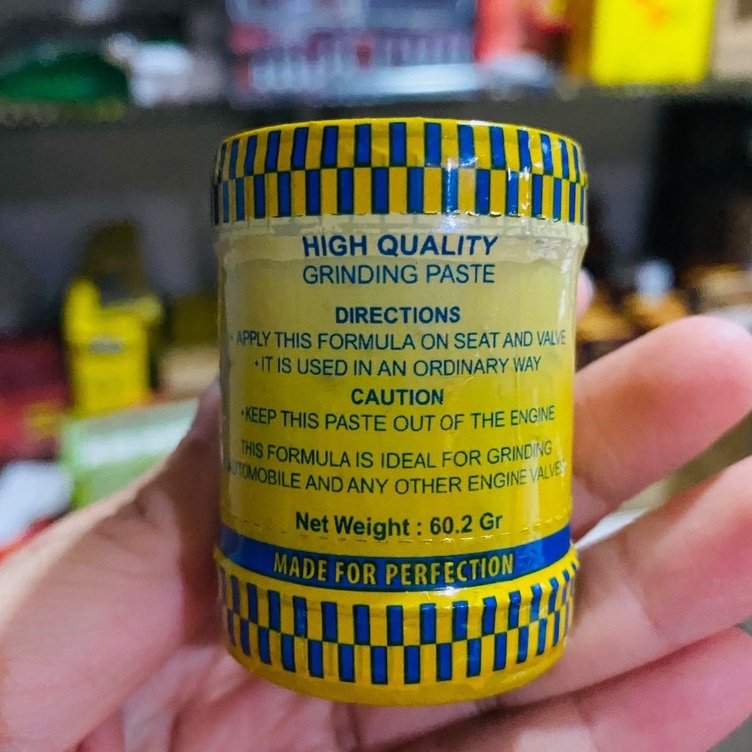 HIGH QUALITY
GRINDING PASTE
DIRECTIONS
• APPLY THIS FORMULA ON SEAT AND VALVE
• IT IS USED IN AN ORDINARY WAY
CAUTION
• KEEP THIS PASTE OUT OF THE ENGINE
THIS FORMULA IS IDEAL FOR GRINDING
AUTOMOBILE AND ANY OTHER ENGINE VALVES
Net Weight : 60.2 Gr
MADE FOR PERFECTION